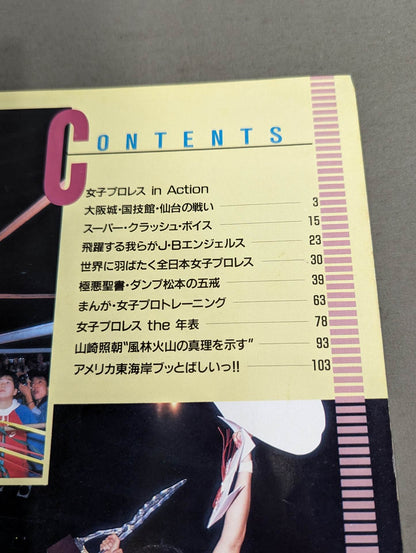 CONTENTS
女子プロレス in Action
大阪城・国技館・仙台の戦い 3
スーパー・クラッシュ・ボイス 15
飛躍する我らがJ・Bエンジェルス 23
世界に羽ばたく全日本女子プロレス 30
極悪聖書・ダンプ松本の五戒 39
まんが・女子プロトレーニング 63
女子プロレス the 年表 78
山崎照朝“風林火山の真理を示す” 93
アメリカ東海岸ブッとばしいっ!! 103